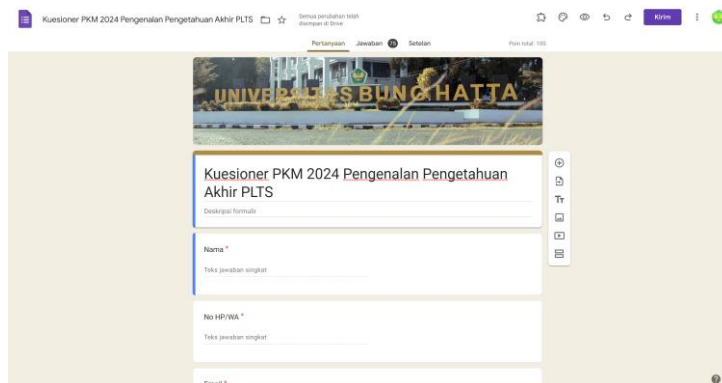 Kuesioner PKM 2024 Pengenalan Pengetahuan Akhir PLTS
Semua perubahan telah
disimpan di Drive
Kirim
Pertanyaan Jawaban 75 Setelan
Poin total: 100
UNIVERSITAS BUNG HATTA
Kuesioner PKM 2024 Pengenalan Pengetahuan
Akhir PLTS
Deskripsi formulir
Nama *
Teks jawaban singkat
No HP/WA *
Teks jawaban singkat
Email *